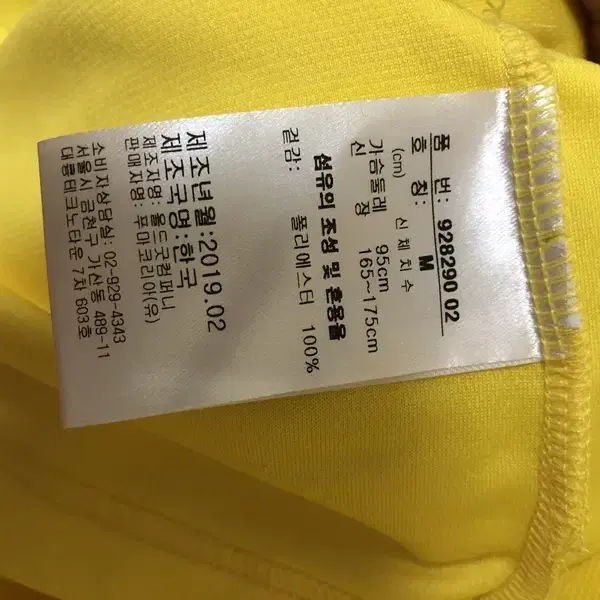 품 번: 928290 02
호 칭: M
(cm) 신체치수
가슴둘레 95cm
신 장 165~175cm
섬유의 조성 및 혼용율
겉감: 폴리에스터 100%
제조년월:2019.02
제조국명:한국
제조자명: 월드컴퍼니
판매자명: 푸마코리아(유)
소비자상담실: 02-929-4343
서울시 금천구 가산동 489-11
대륭테크노타운 7차 603호